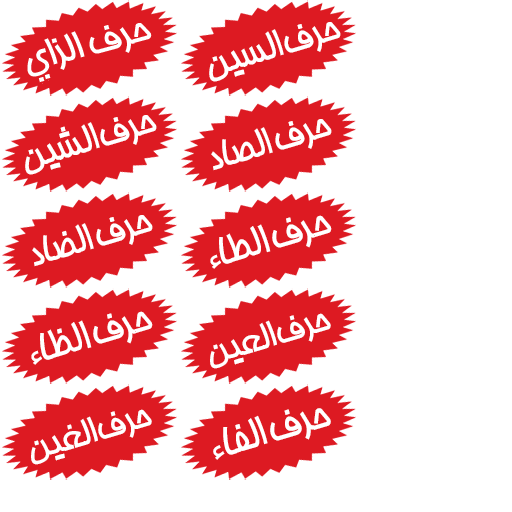 حرف الزاي
حرف السين
حرف الشين
حرف الصاد
حرف الضاد
حرف الطاء
حرف الظاء
حرف العين
حرف الغين
حرف الفاء